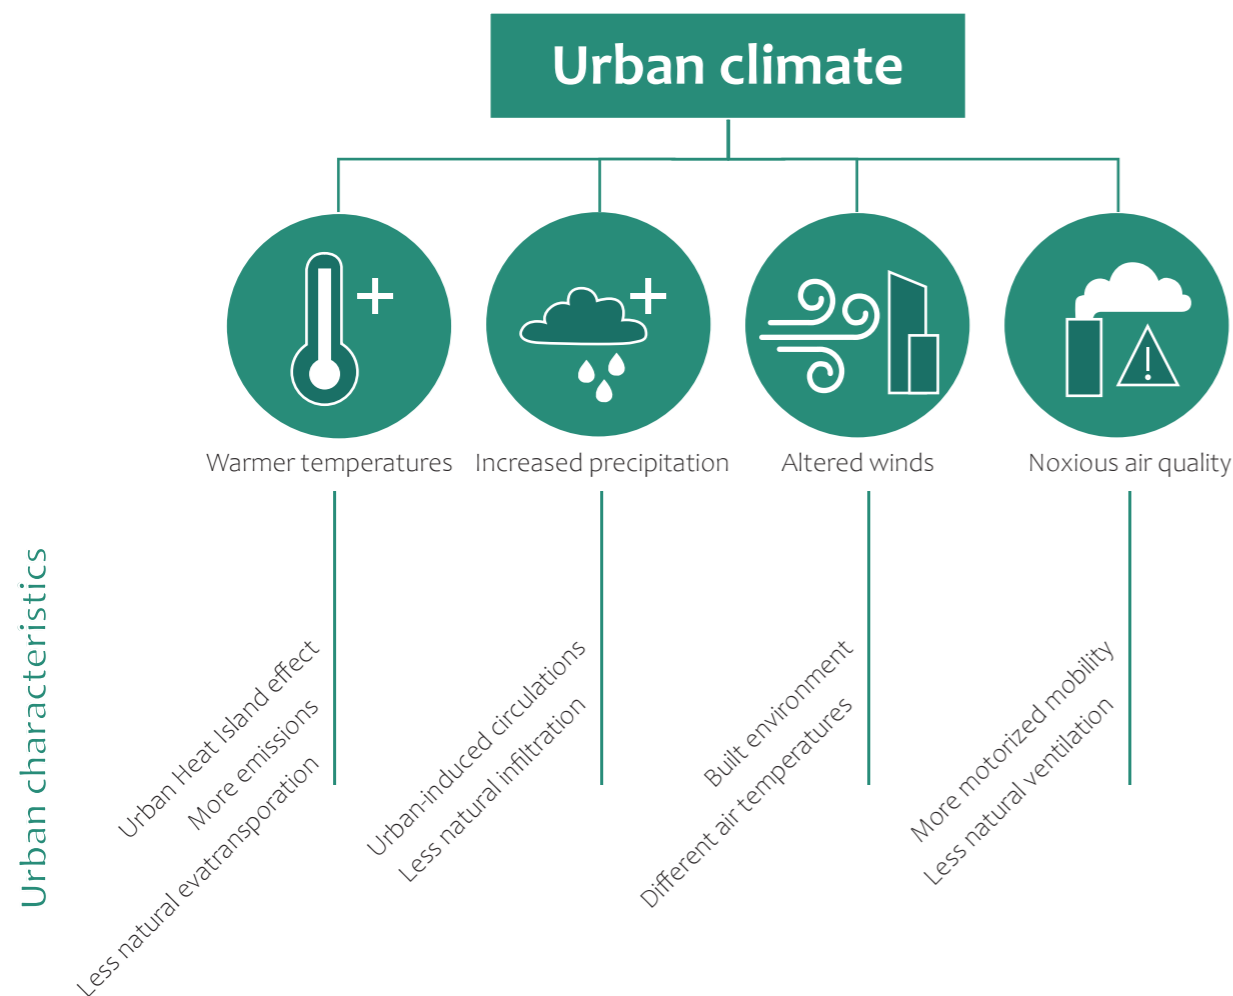 Urban climate
Warmer temperatures
Increased precipitation
Altered winds
Noxious air quality
Urban characteristics
Urban Heat Island effect
More emissions
Less natural evatransporation
Urban-induced circulations
Less natural infiltration
Built environment
Different air temperatures
More motorized mobility
Less natural ventilation